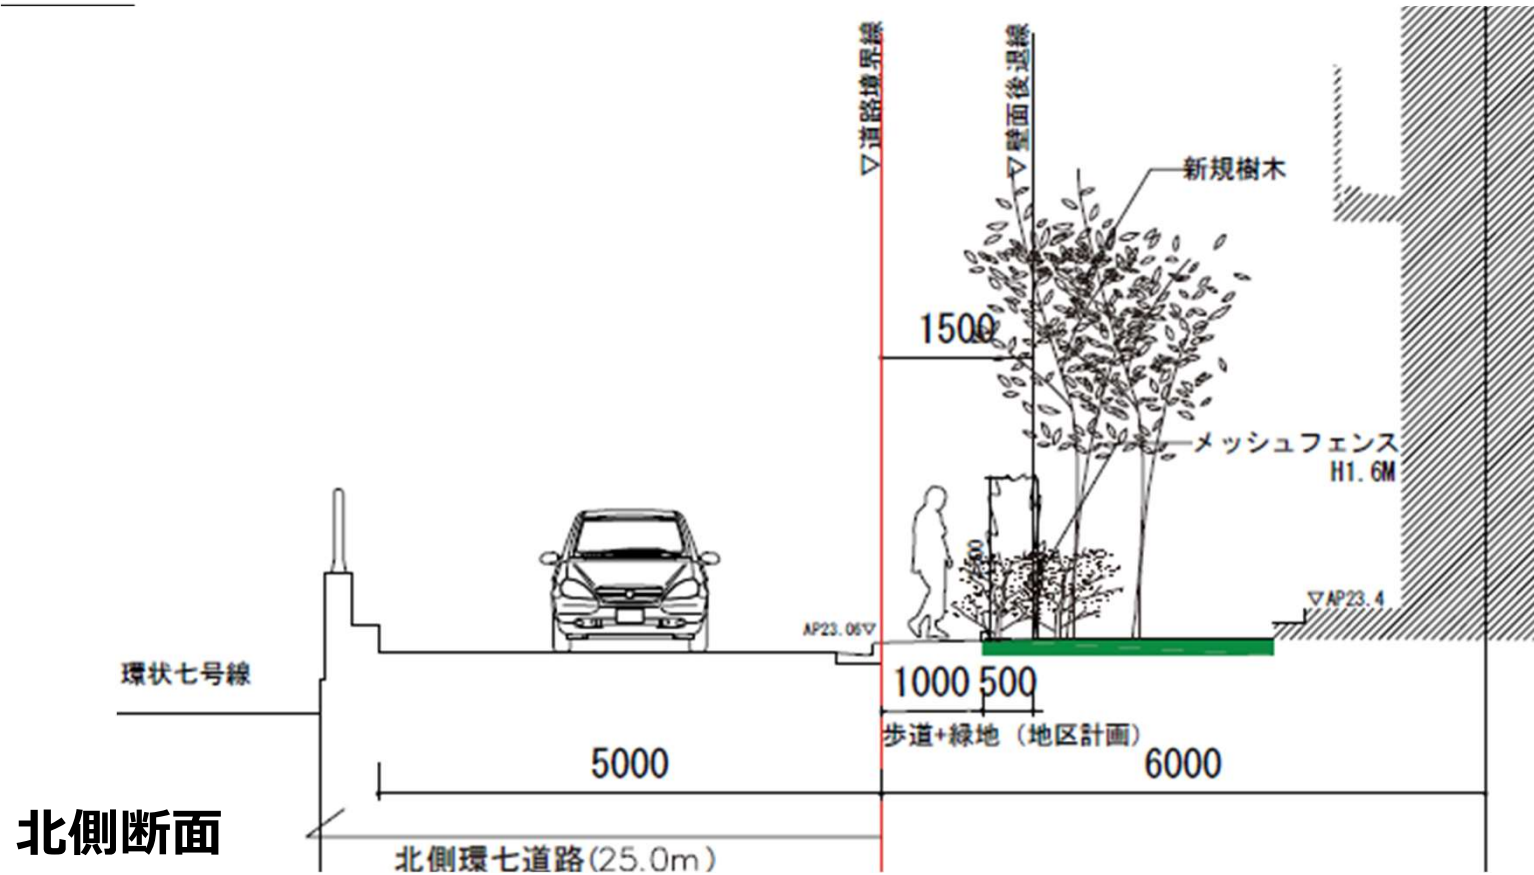 ▽道路境界線
▽壁面後退線
新規樹木
1500
メッシュフェンス
H1.6M
AP23.06▽
▽AP23.4
環状七号線
1000 500
歩道+緑地（地区計画）
5000
6000
北側断面
北側環七道路(25.0m)